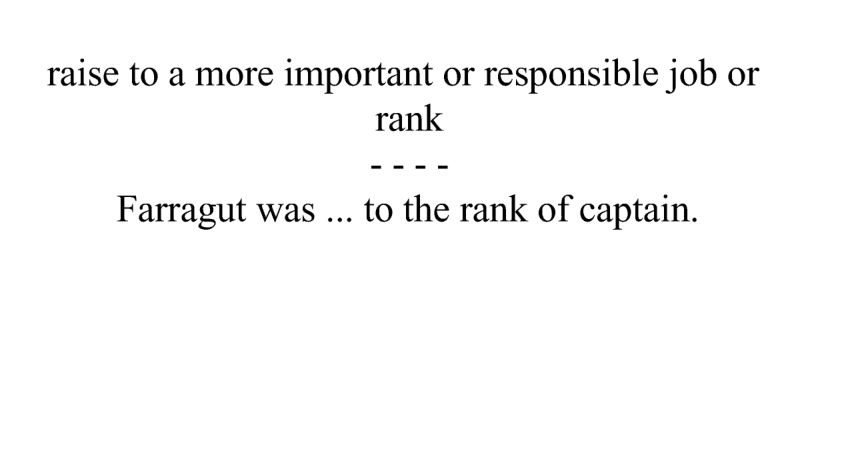 raise to a more important or responsible job or
rank
- - - -
Farragut was ... to the rank of captain.